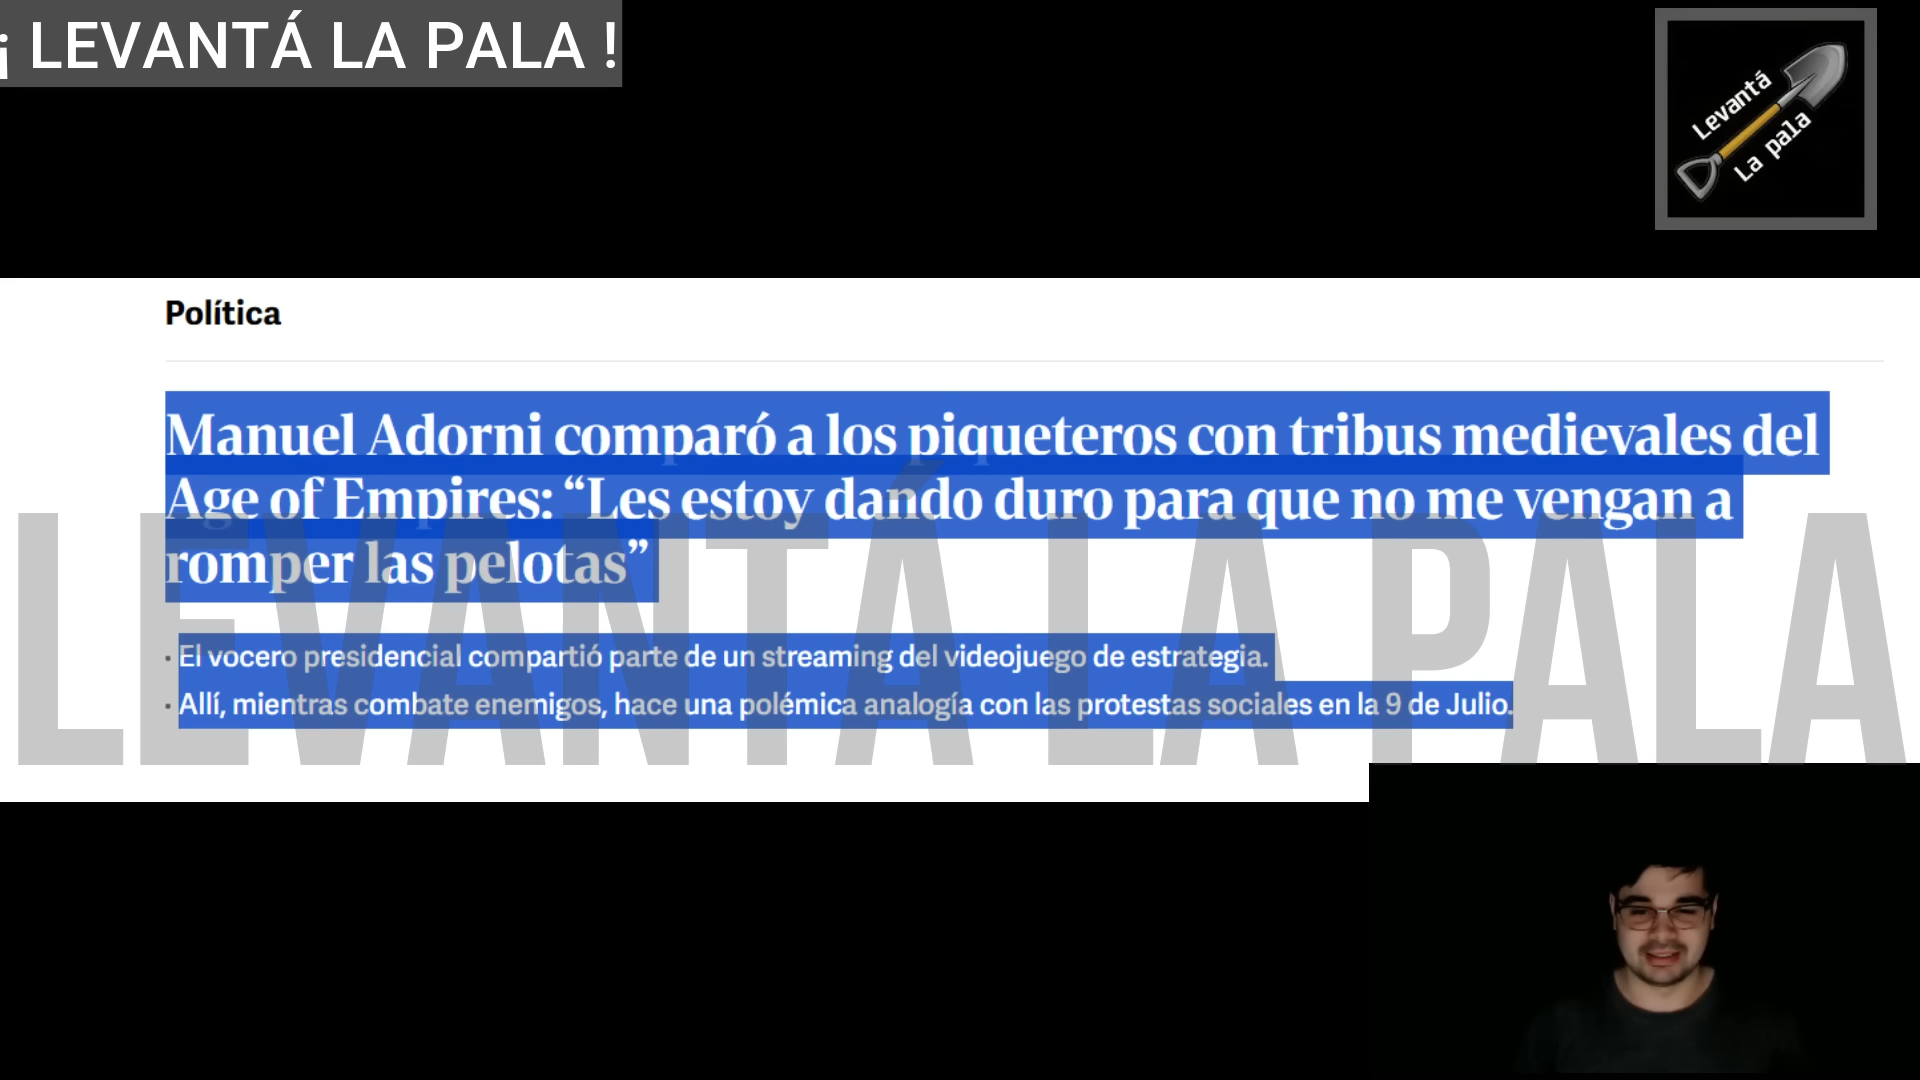 ¡ LEVANTÁ LA PALA !
Levantá
La pala
Política
Manuel Adorni comparó a los piqueteros con tribus medievales del
Age of Empires: “Les estoy dando duro para que no me vengan a
romper las pelotas”
LEVANTÁ LA PALA
· El vocero presidencial compartió parte de un streaming del videojuego de estrategia.
· Allí, mientras combate enemigos, hace una polémica analogía con las protestas sociales en la 9 de Julio.